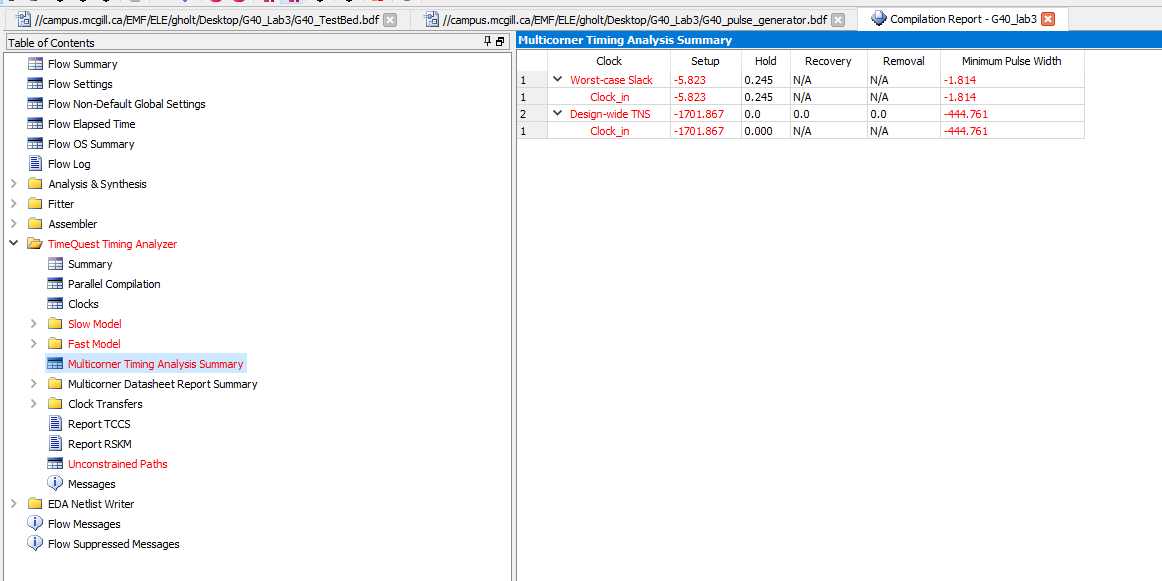 //campus.mcgill.ca/EMF/ELE/gholt/Desktop/G40_Lab3/G40_TestBed.bdf
//campus.mcgill.ca/EMF/ELE/gholt/Desktop/G40_Lab3/G40_pulse_generator.bdf
Compilation Report - G40_lab3
Table of Contents
Flow Summary
Flow Settings
Flow Non-Default Global Settings
Flow Elapsed Time
Flow OS Summary
Flow Log
Analysis & Synthesis
Fitter
Assembler
TimeQuest Timing Analyzer
Summary
Parallel Compilation
Clocks
Slow Model
Fast Model
Multicorner Timing Analysis Summary
Multicorner Datasheet Report Summary
Clock Transfers
Report TCCS
Report RSKM
Unconstrained Paths
Messages
EDA Netlist Writer
Flow Messages
Flow Suppressed Messages
Multicorner Timing Analysis Summary
Clock Setup Hold Recovery Removal Minimum Pulse Width
1 Worst-case Slack -5.823 0.245 N/A N/A -1.814
1 Clock_in -5.823 0.245 N/A N/A -1.814
2 Design-wide TNS -1701.867 0.0 0.0 0.0 -444.761
1 Clock_in -1701.867 0.000 N/A N/A -444.761